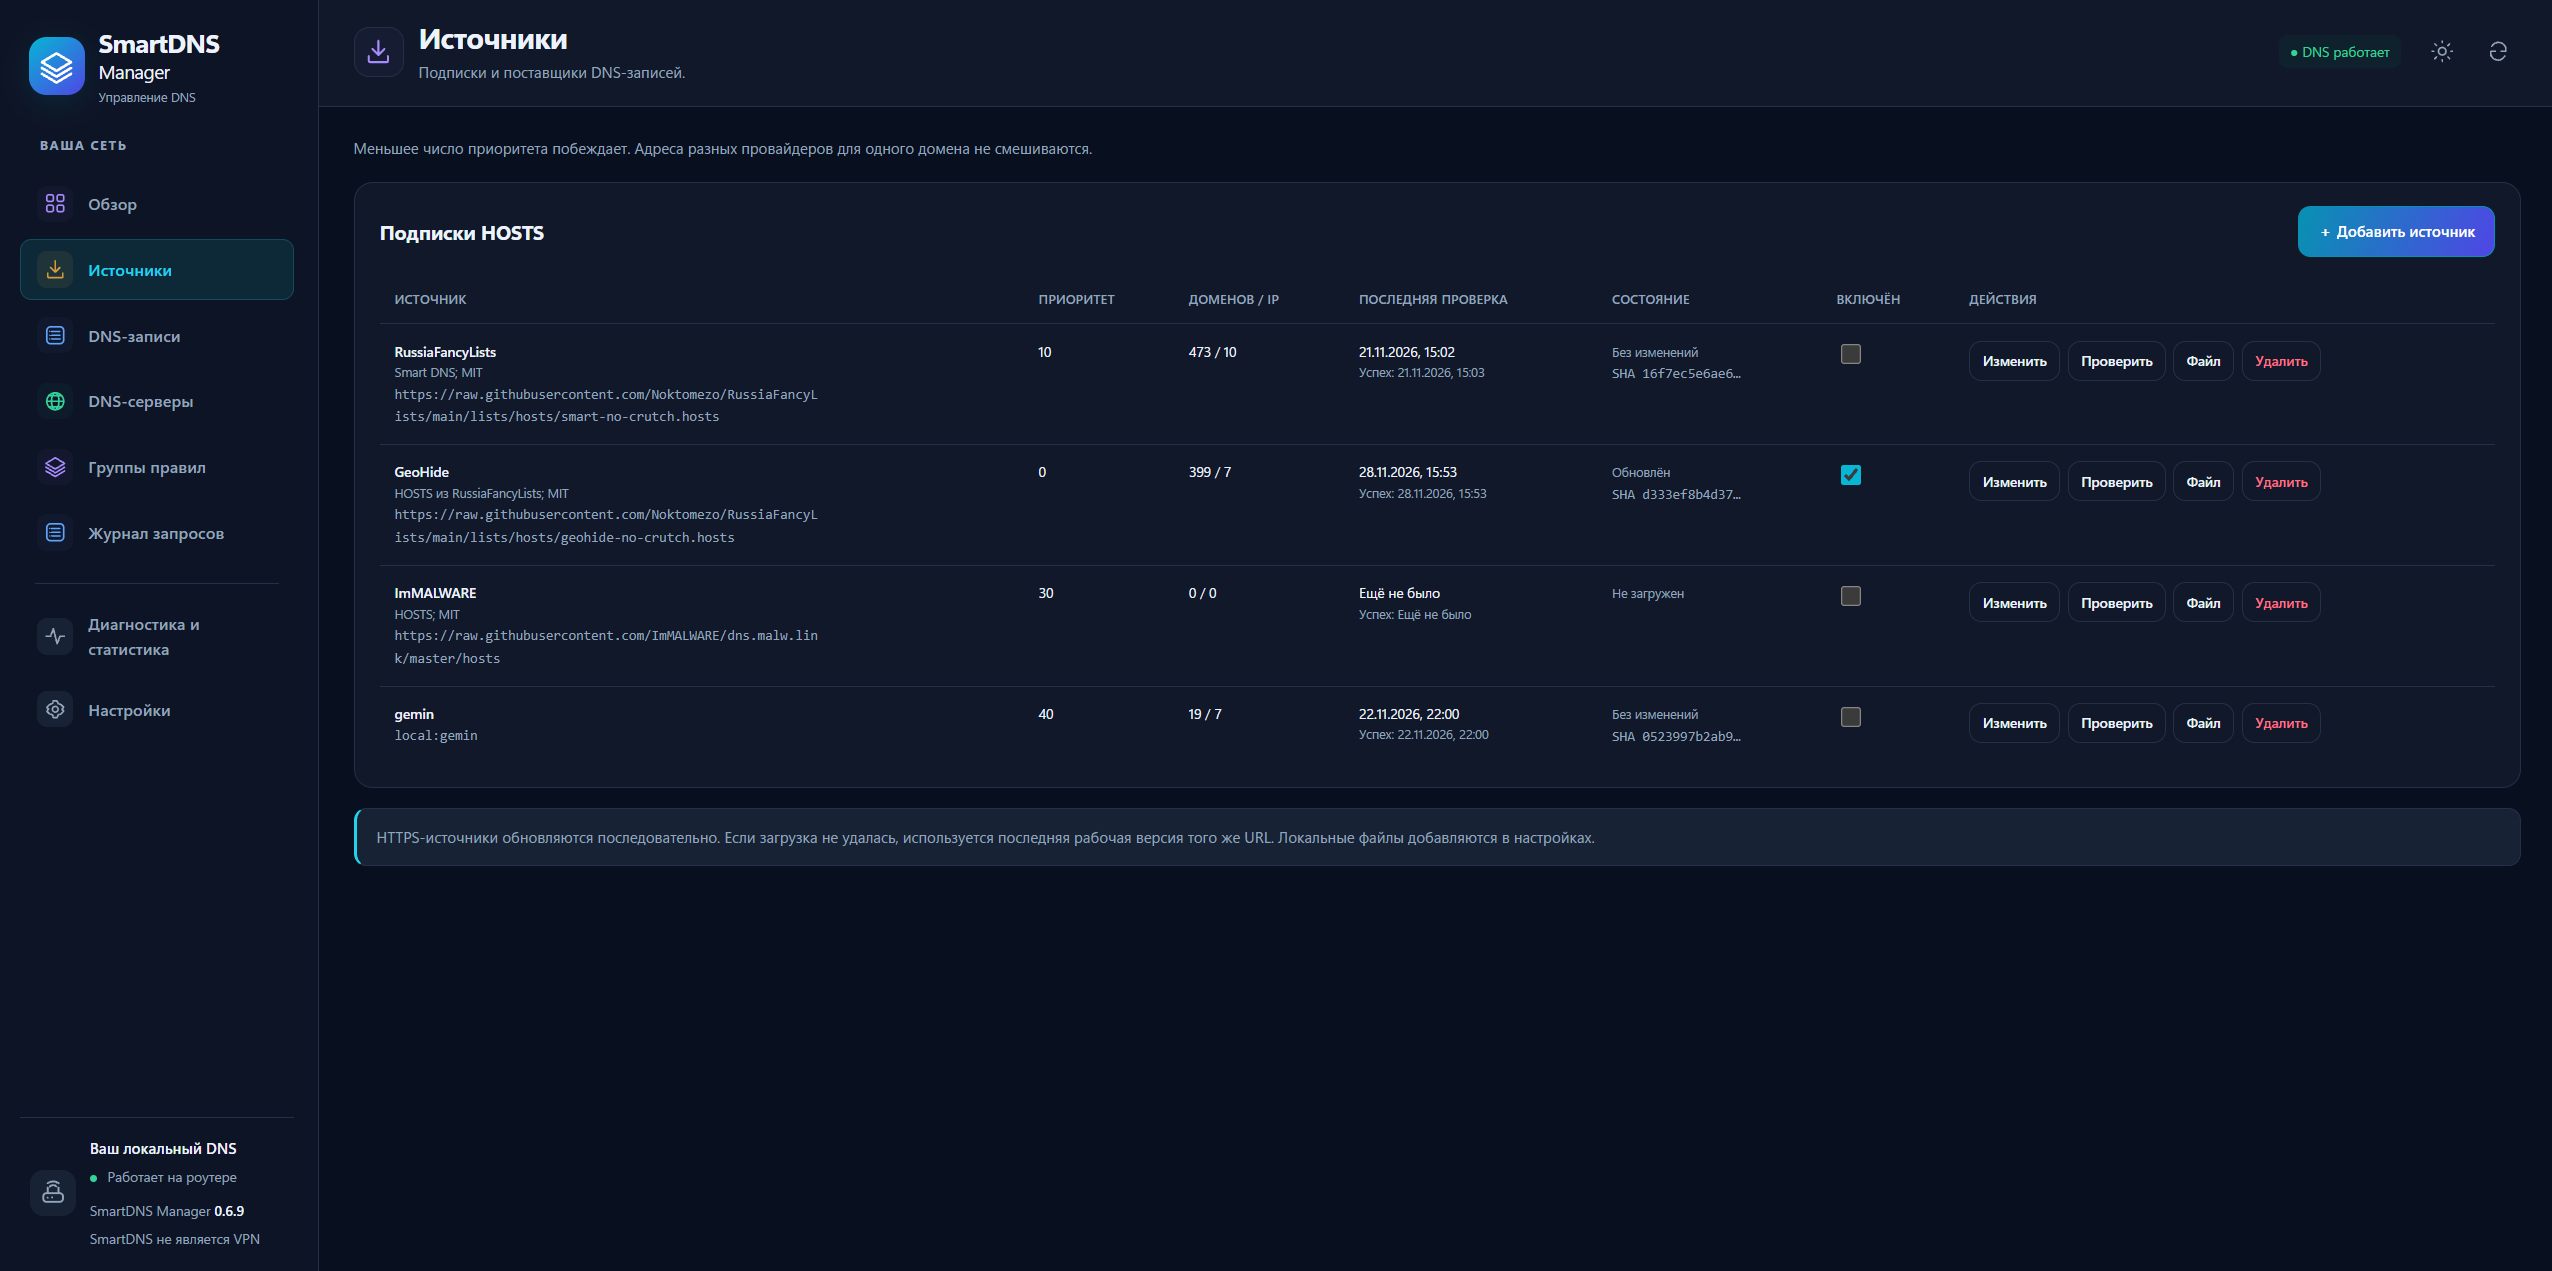 SmartDNS
Manager
Управление DNS
ВАША СЕТЬ
Обзор
Источники
DNS-записи
DNS-серверы
Группы правил
Журнал запросов
Диагностика и
статистика
Настройки
Ваш локальный DNS
Работает на роутере
SmartDNS Manager 0.6.9
SmartDNS не является VPN
Источники
Подписки и поставщики DNS-записей.
DNS работает
Меньшее число приоритета побеждает. Адреса разных провайдеров для одного домена не смешиваются.
Подписки HOSTS
+ Добавить источник
ИСТОЧНИК ПРИОРИТЕТ ДОМЕНОВ / IP ПОСЛЕДНЯЯ ПРОВЕРКА СОСТОЯНИЕ ВКЛЮЧЁН ДЕЙСТВИЯ
RussiaFancyLists 10 473 / 10 21.11.2026, 15:02 Без изменений Изменить Проверить Файл Удалить
Smart DNS; MIT Успех: 21.11.2026, 15:03 SHA 16f7ec5e6ae6…
https://raw.githubusercontent.com/Noktomezo/RussiaFancyL
ists/main/lists/hosts/smart-no-crutch.hosts
GeoHide 0 399 / 7 28.11.2026, 15:53 Обновлён Изменить Проверить Файл Удалить
HOSTS из RussiaFancyLists; MIT Успех: 28.11.2026, 15:53 SHA d333ef8b4d37…
https://raw.githubusercontent.com/Noktomezo/RussiaFancyL
ists/main/lists/hosts/geohide-no-crutch.hosts
ImMALWARE 30 0 / 0 Ещё не было Не загружен Изменить Проверить Файл Удалить
HOSTS; MIT Успех: Ещё не было
https://raw.githubusercontent.com/ImMALWARE/dns.malw.lin
k/master/hosts
gemin 40 19 / 7 22.11.2026, 22:00 Без изменений Изменить Проверить Файл Удалить
local:gemin Успех: 22.11.2026, 22:00 SHA 0523997b2ab9…
HTTPS-источники обновляются последовательно. Если загрузка не удалась, используется последняя рабочая версия того же URL. Локальные файлы добавляются в настройках.